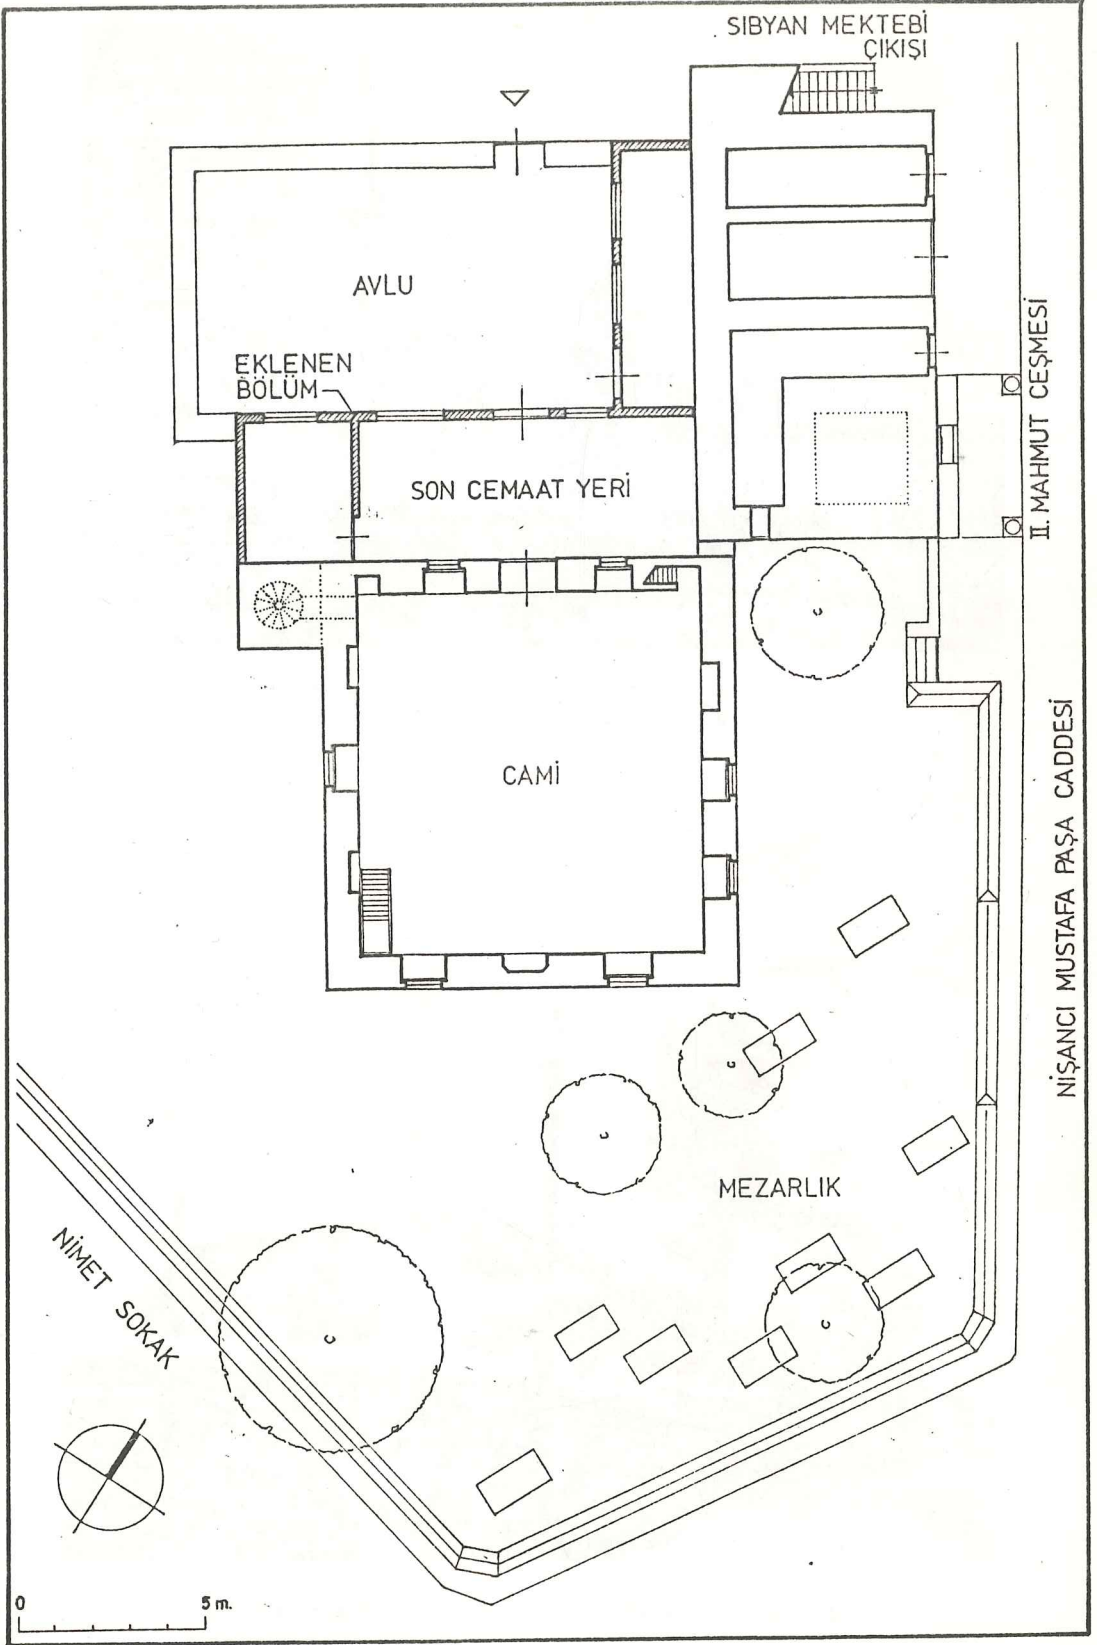 SIBYAN MEKTEBİ
ÇIKIŞI
AVLU
EKLENEN
BÖLÜM
SON CEMAAT YERİ
II. MAHMUT ÇEŞMESİ
CAMİ
NİŞANCI MUSTAFA PAŞA CADDESİ
MEZARLIK
NİMET SOKAK
0 5 m.